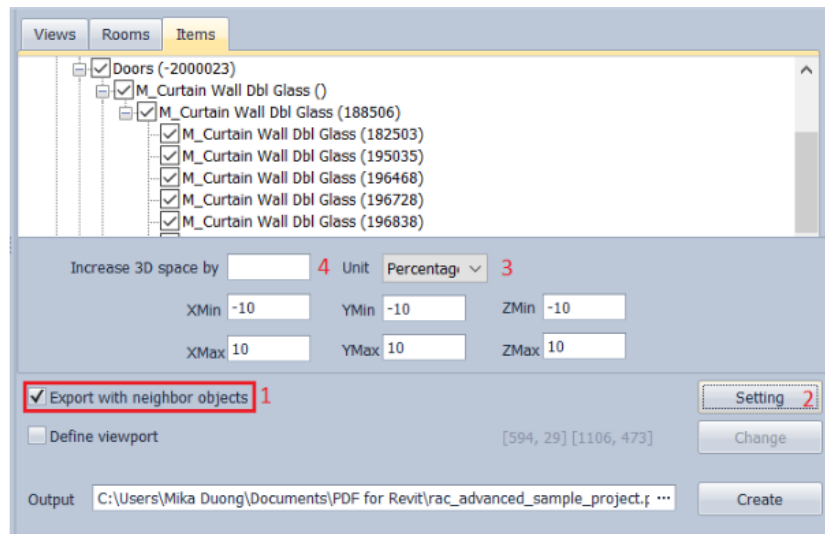 Views Rooms Items
Doors (-2000023)
M_Curtain Wall Dbl Glass ()
M_Curtain Wall Dbl Glass (188506)
M_Curtain Wall Dbl Glass (182503)
M_Curtain Wall Dbl Glass (195035)
M_Curtain Wall Dbl Glass (196468)
M_Curtain Wall Dbl Glass (196728)
M_Curtain Wall Dbl Glass (196838)
Increase 3D space by 4 Unit Percentag 3
XMin -10 YMin -10 ZMin -10
XMax 10 YMax 10 ZMax 10
Export with neighbor objects 1 Setting 2
Define viewport [594, 29] [1106, 473] Change
Output C:\Users\Mika Duong\Documents\PDF for Revit\rac_advanced_sample_project.p ... Create